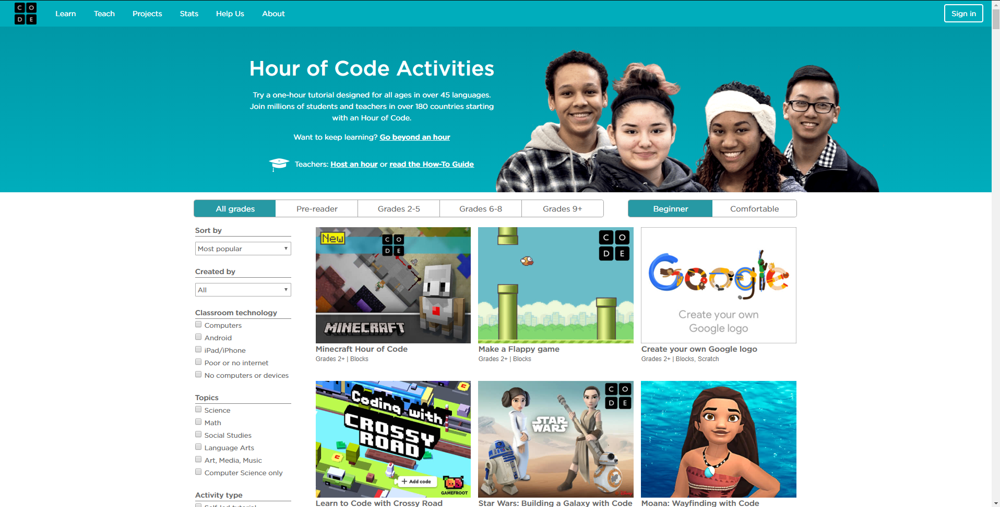 C O
D E
Learn
Teach
Projects
Stats
Help Us
About
Sign in
Hour of Code Activities
Try a one-hour tutorial designed for all ages in over 45 languages.
Join millions of students and teachers in over 180 countries starting
with an Hour of Code.
Want to keep learning? Go beyond an hour
Teachers: Host an hour or read the How-To Guide
All grades
Pre-reader
Grades 2-5
Grades 6-8
Grades 9+
Beginner
Comfortable
Sort by
Most popular
Created by
All
Classroom technology
Computers
Android
iPad/iPhone
Poor or no internet
No computers or devices
Topics
Science
Math
Social Studies
Language Arts
Art, Media, Music
Computer Science only
Activity type
Self-led tutorial
New
C O
D E
MINECRAFT
Minecraft Hour of Code
Grades 2+ | Blocks
C O
D E
Make a Flappy game
Grades 2+ | Blocks
Google
Create your own
Google logo
Create your own Google logo
Grades 2+ | Blocks, Scratch
Coding with
CROSSY
ROAD
+ Add code
GAMEFROOT
Learn to Code with Crossy Road
C O
D E
STAR
WARS
© Disney
Star Wars: Building a Galaxy with Code
Moana: Wayfinding with Code